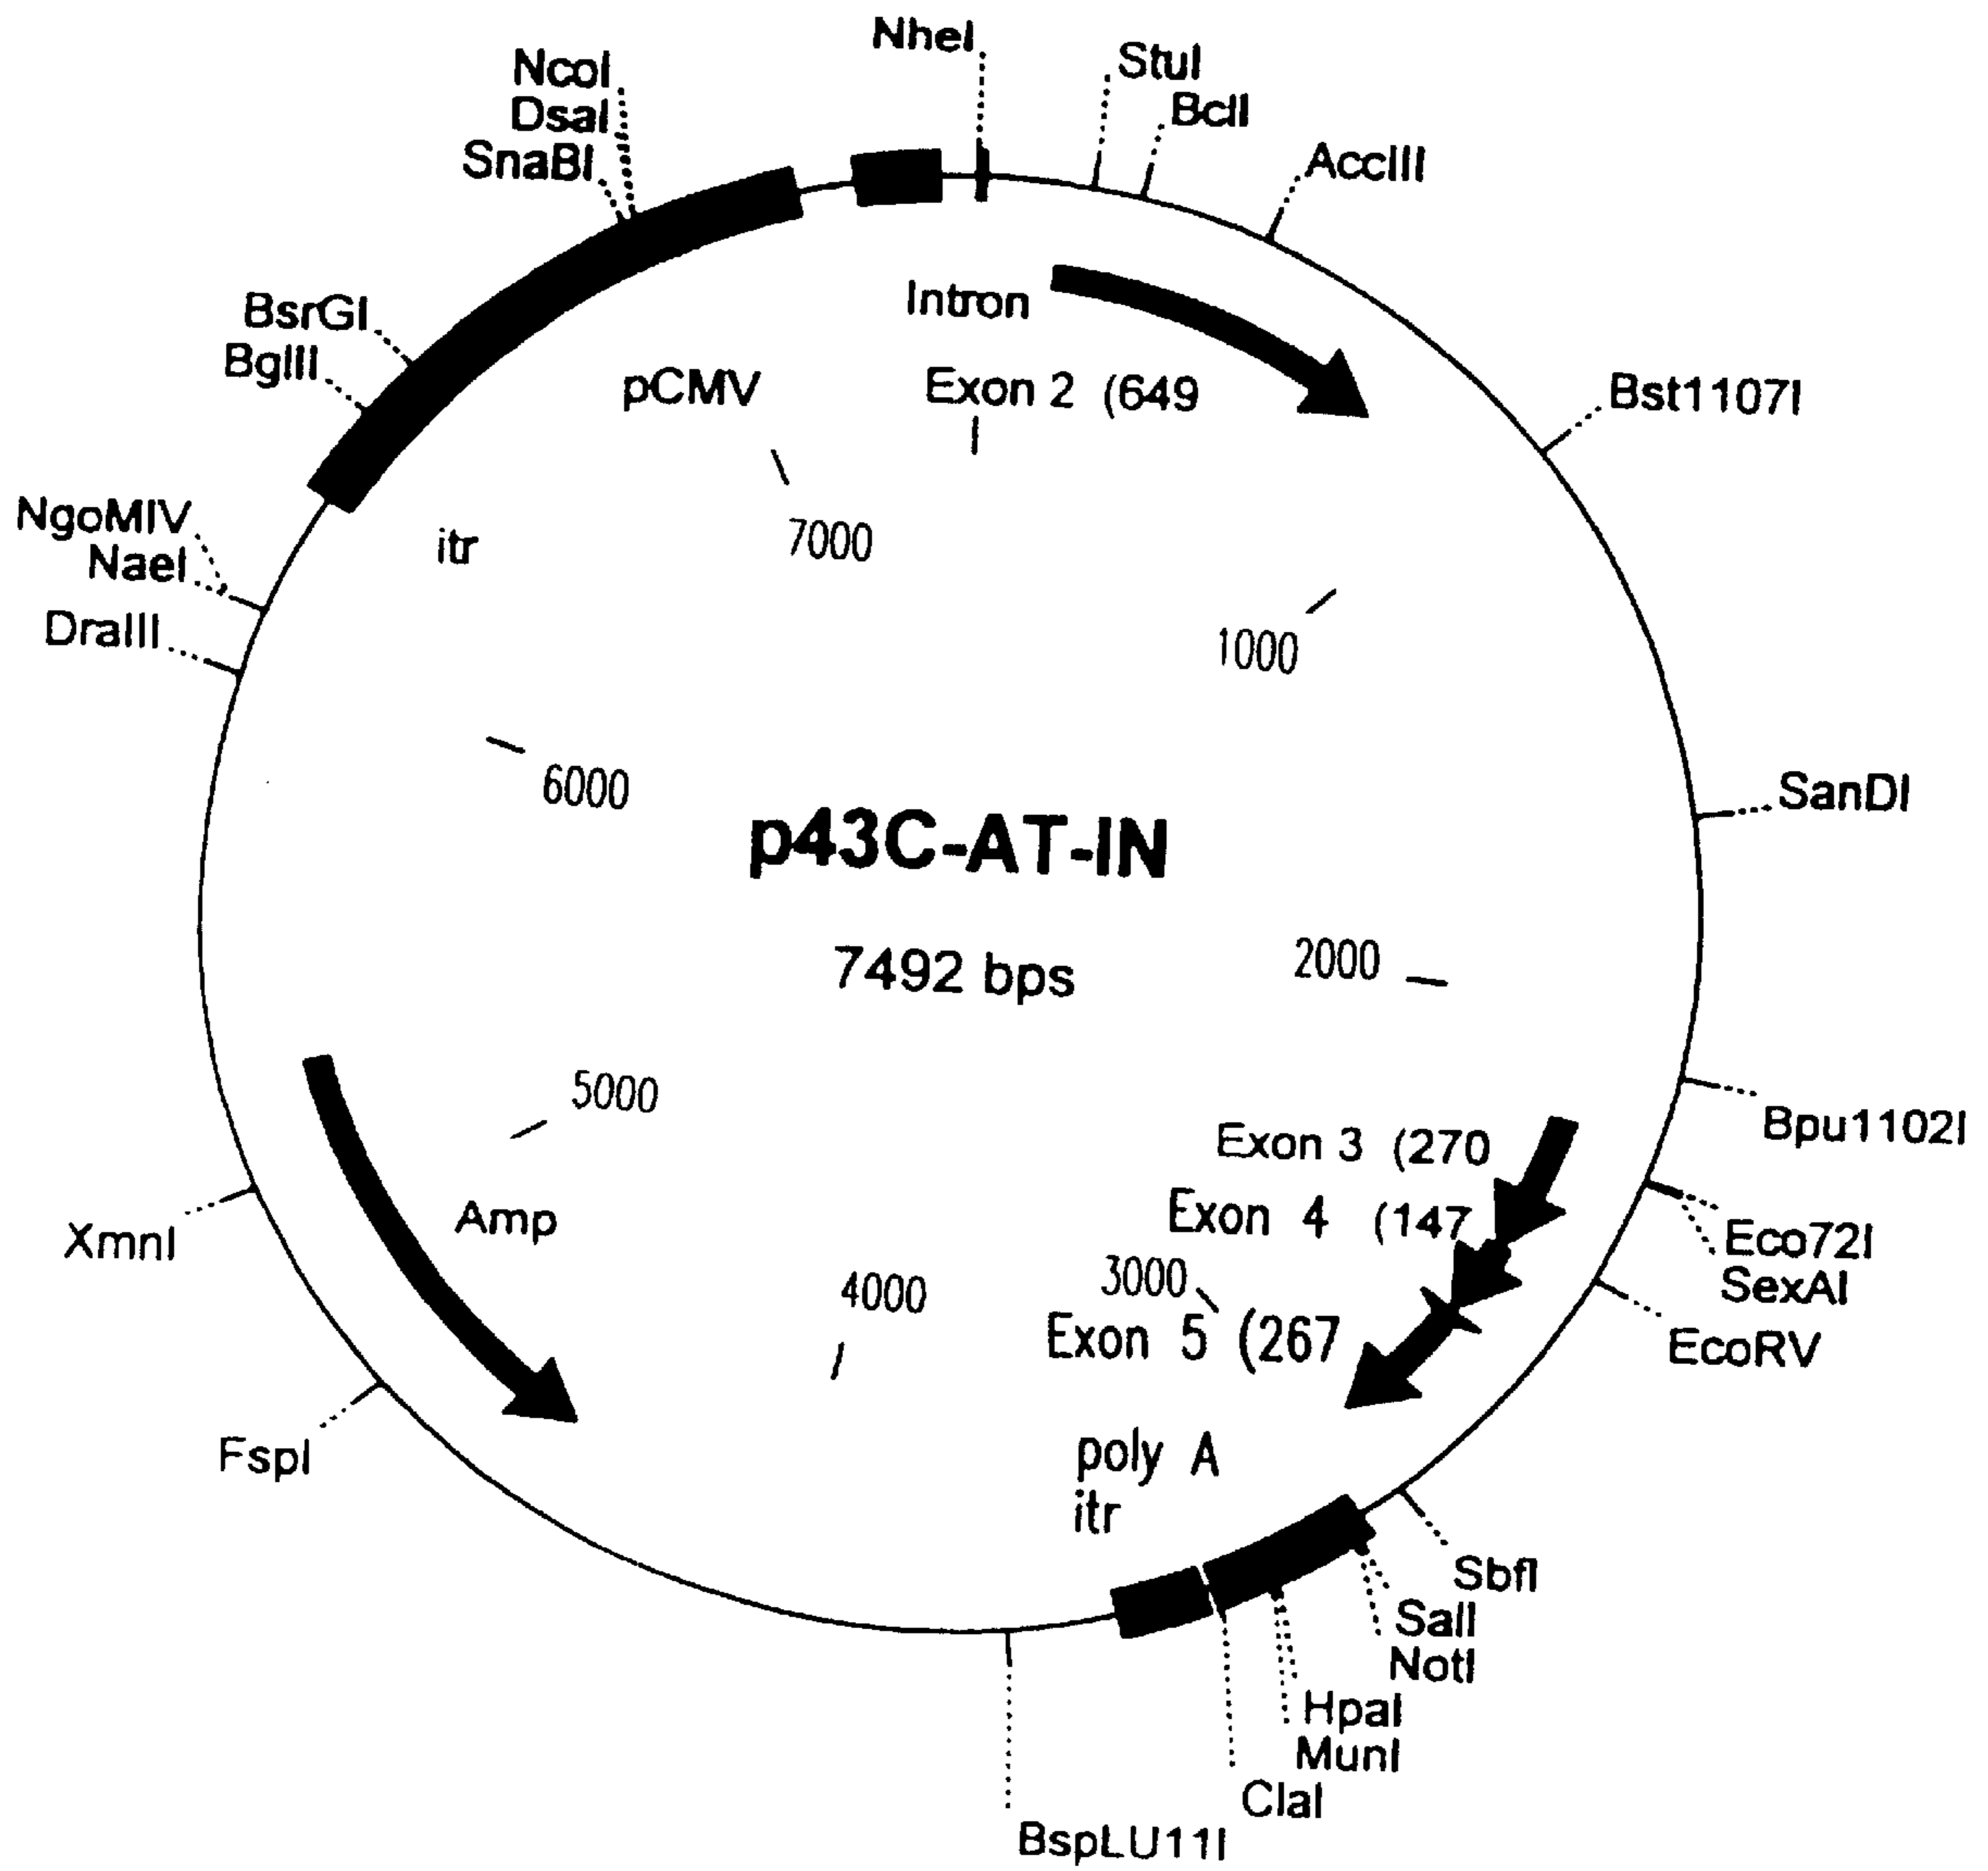 NheI
NcoI
DsaI
SnaBI
StuI
BclI
AccIII
BsrGI
BglII
Intron
pCMV
Exon 2 (649
Bst1107I
NgoMIV
NaeI
DraIII
itr
7000
1000
6000
SanDI
p43C-AT-IN
7492 bps
2000
5000
Bpu1102I
Exon 3 (270
Exon 4 (147
XmnI
Amp
Eco72I
SexAI
4000
3000
Exon 5 (267
EcoRV
FspI
poly A
itr
SbfI
SalI
NotI
HpaI
MunI
ClaI
BspLU11I